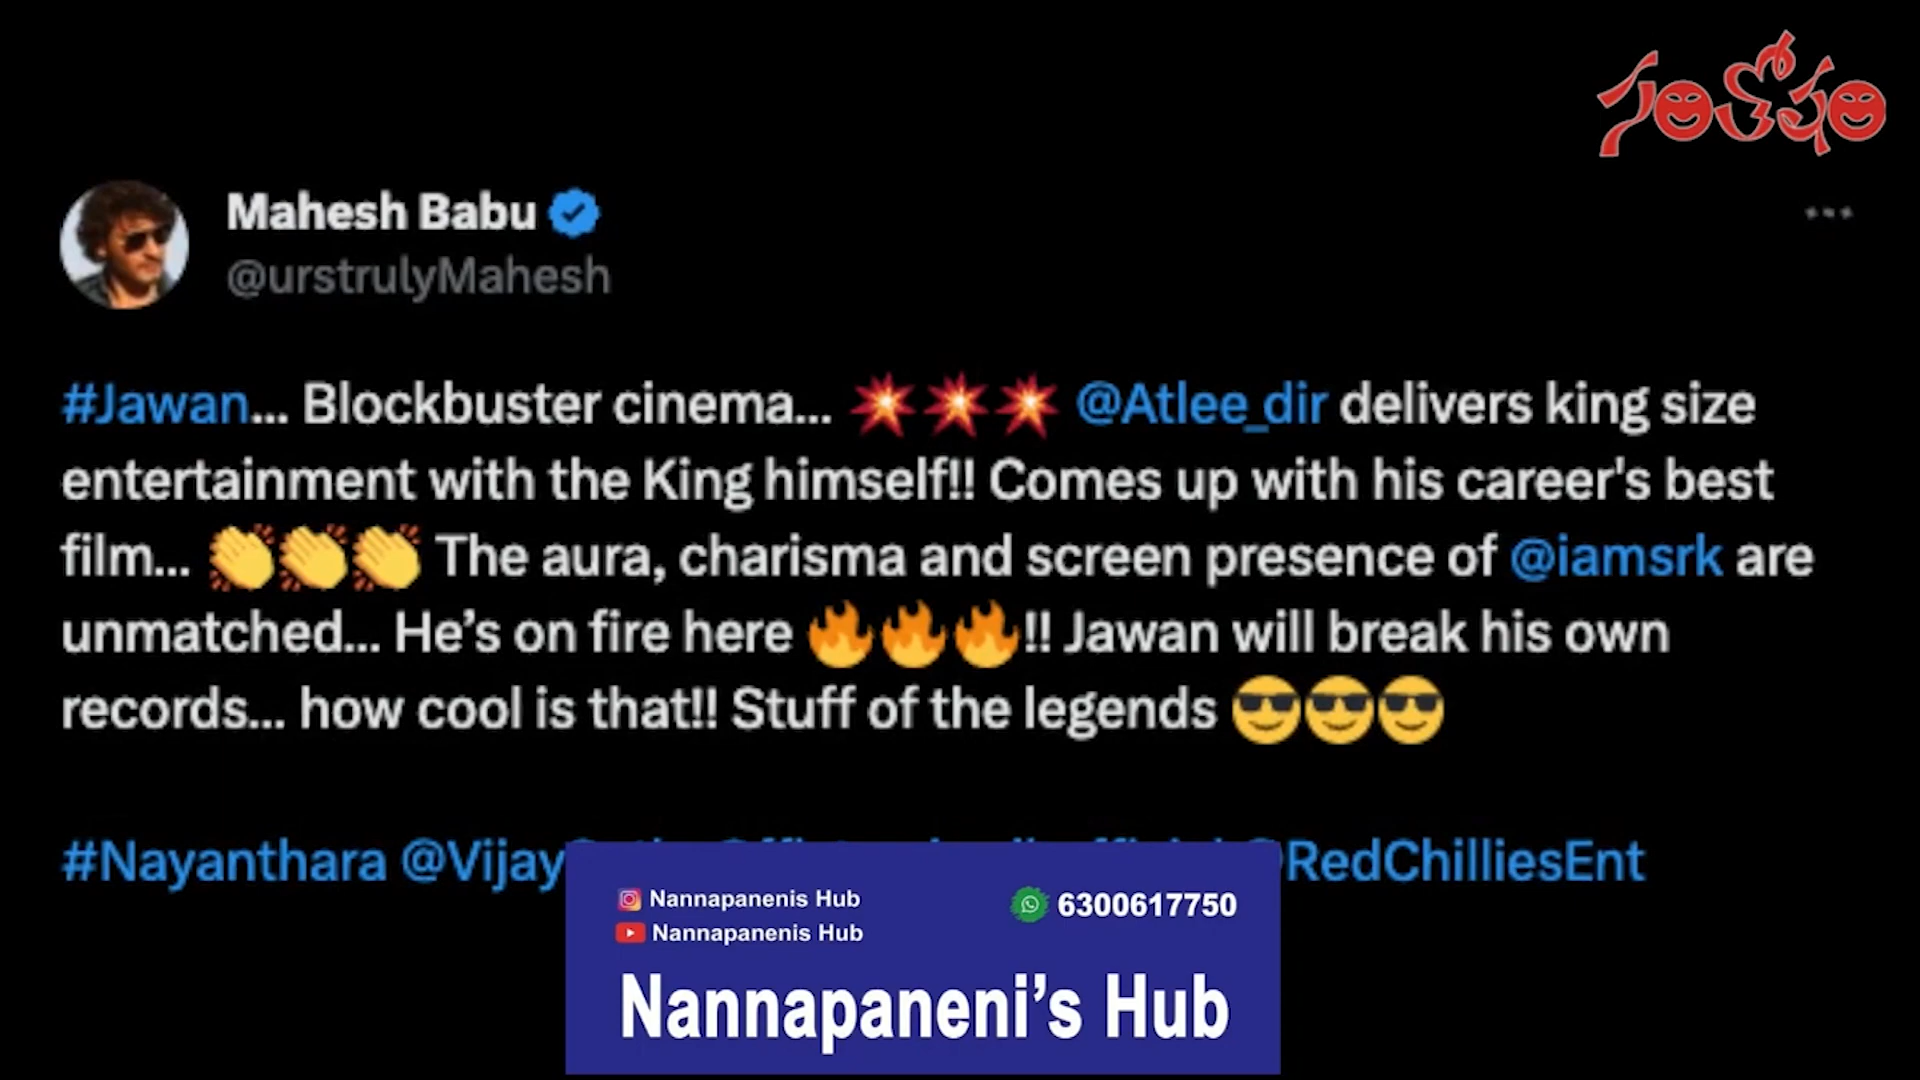 సంతోషం
Mahesh Babu
@urstrulyMahesh
#Jawan... Blockbuster cinema... 💥💥💥 @Atlee_dir delivers king size
entertainment with the King himself!! Comes up with his career's best
film... 👏👏👏 The aura, charisma and screen presence of @iamsrk are
unmatched... He’s on fire here 🔥🔥🔥!! Jawan will break his own
records... how cool is that!! Stuff of the legends 😎😎😎
#Nayanthara @Vijay RedChilliesEnt
Nannapanenis Hub
6300617750
Nannapanenis Hub
Nannapaneni’s Hub